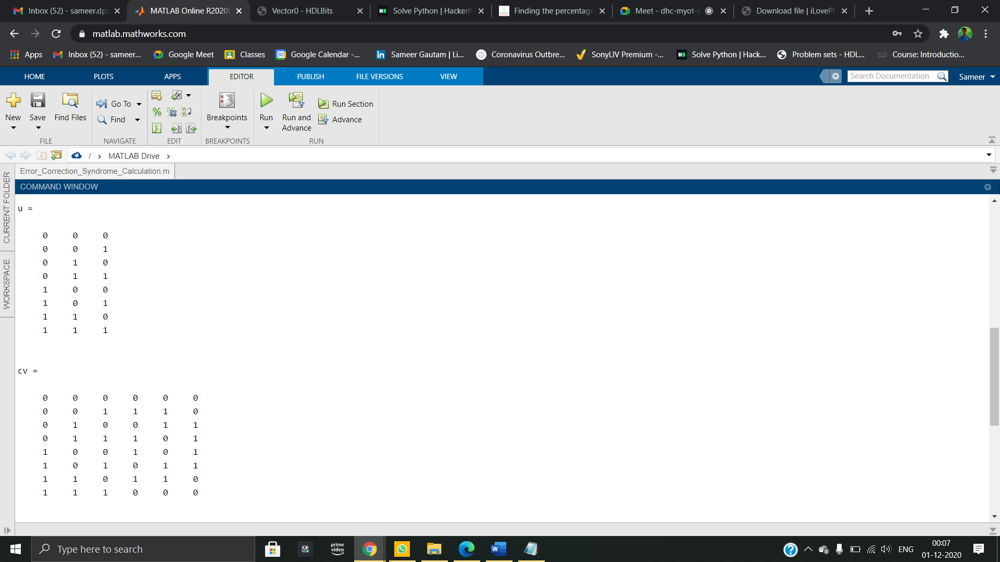 Inbox (52) - sameer.dps
MATLAB Online R2020b
Vector0 - HDLBits
Solve Python | HackerR
Finding the percentage
Meet - dhc-myot-c
Download file | iLovePD
matlab.mathworks.com
Apps
Inbox (52) - sameer...
Google Meet
Classes
Google Calendar -...
Sameer Gautam | Li...
Coronavirus Outbre...
SonyLIV Premium -...
Solve Python | Hack...
Problem sets - HDL...
Course: Introductio...
HOME PLOTS APPS EDITOR PUBLISH FILE VERSIONS VIEW
Search Documentation
Sameer
New Save Find Files
Go To
Find
Breakpoints
Run
Run and Advance
Run Section
Advance
FILE NAVIGATE EDIT BREAKPOINTS RUN
/ › MATLAB Drive ›
CURRENT FOLDER
WORKSPACE
Error_Correction_Syndrome_Calculation.m
COMMAND WINDOW
u =
0 0 0
0 0 1
0 1 0
0 1 1
1 0 0
1 0 1
1 1 0
1 1 1
cv =
0 0 0 0 0 0
0 0 1 1 1 0
0 1 0 0 1 1
0 1 1 1 0 1
1 0 0 1 0 1
1 0 1 0 1 1
1 1 0 1 1 0
1 1 1 0 0 0
Type here to search
prime video
ENG
00:07
01-12-2020